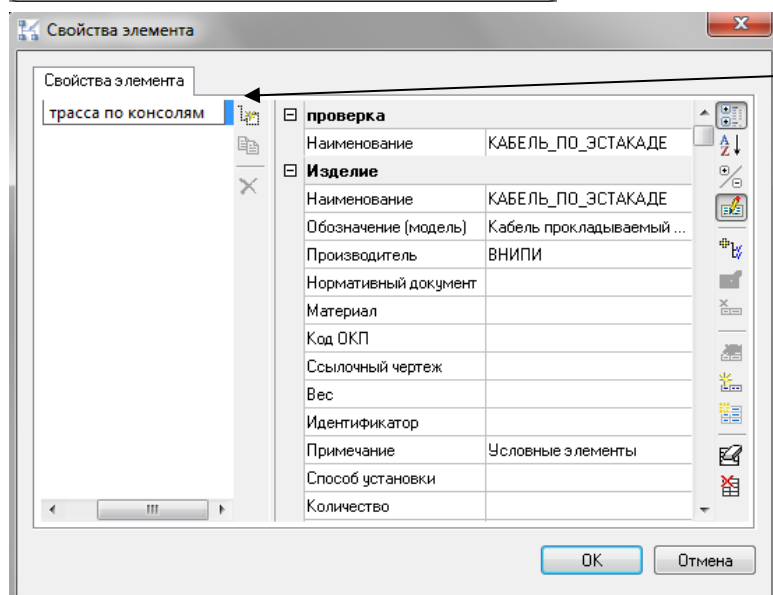 Свойства элемента
Свойства элемента
трасса по консолям
проверка
Наименование КАБЕЛЬ_ПО_ЭСТАКАДЕ
Изделие
Наименование КАБЕЛЬ_ПО_ЭСТАКАДЕ
Обозначение (модель) Кабель прокладываемый ...
Производитель ВНИПИ
Нормативный документ
Материал
Код ОКП
Ссылочный чертеж
Вес
Идентификатор
Примечание Условные элементы
Способ установки
Количество
OK Отмена